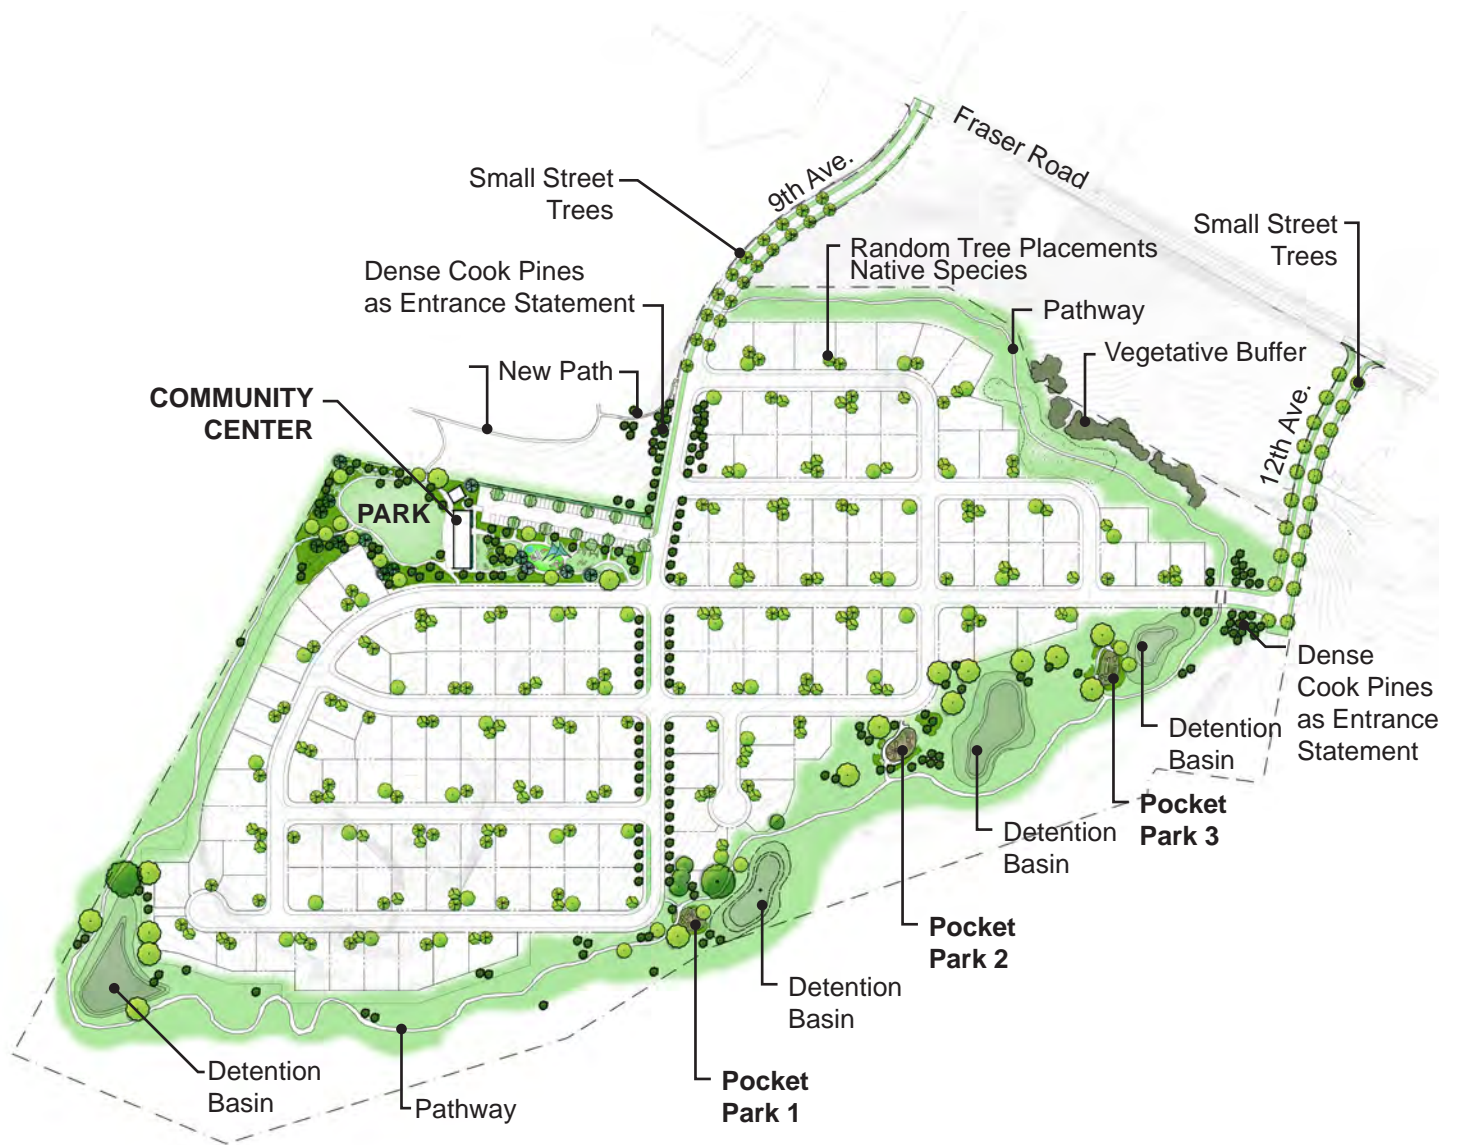 Fraser Road
9th Ave.
Small Street
Trees
Small Street
Trees
Random Tree Placements
Native Species
Dense Cook Pines
as Entrance Statement
Pathway
Vegetative Buffer
New Path
COMMUNITY
CENTER
12th Ave.
PARK
Dense
Cook Pines
as Entrance
Statement
Detention
Basin
Pocket
Park 3
Detention
Basin
Pocket
Park 2
Detention
Basin
Detention
Basin
Pocket
Park 1
Pathway